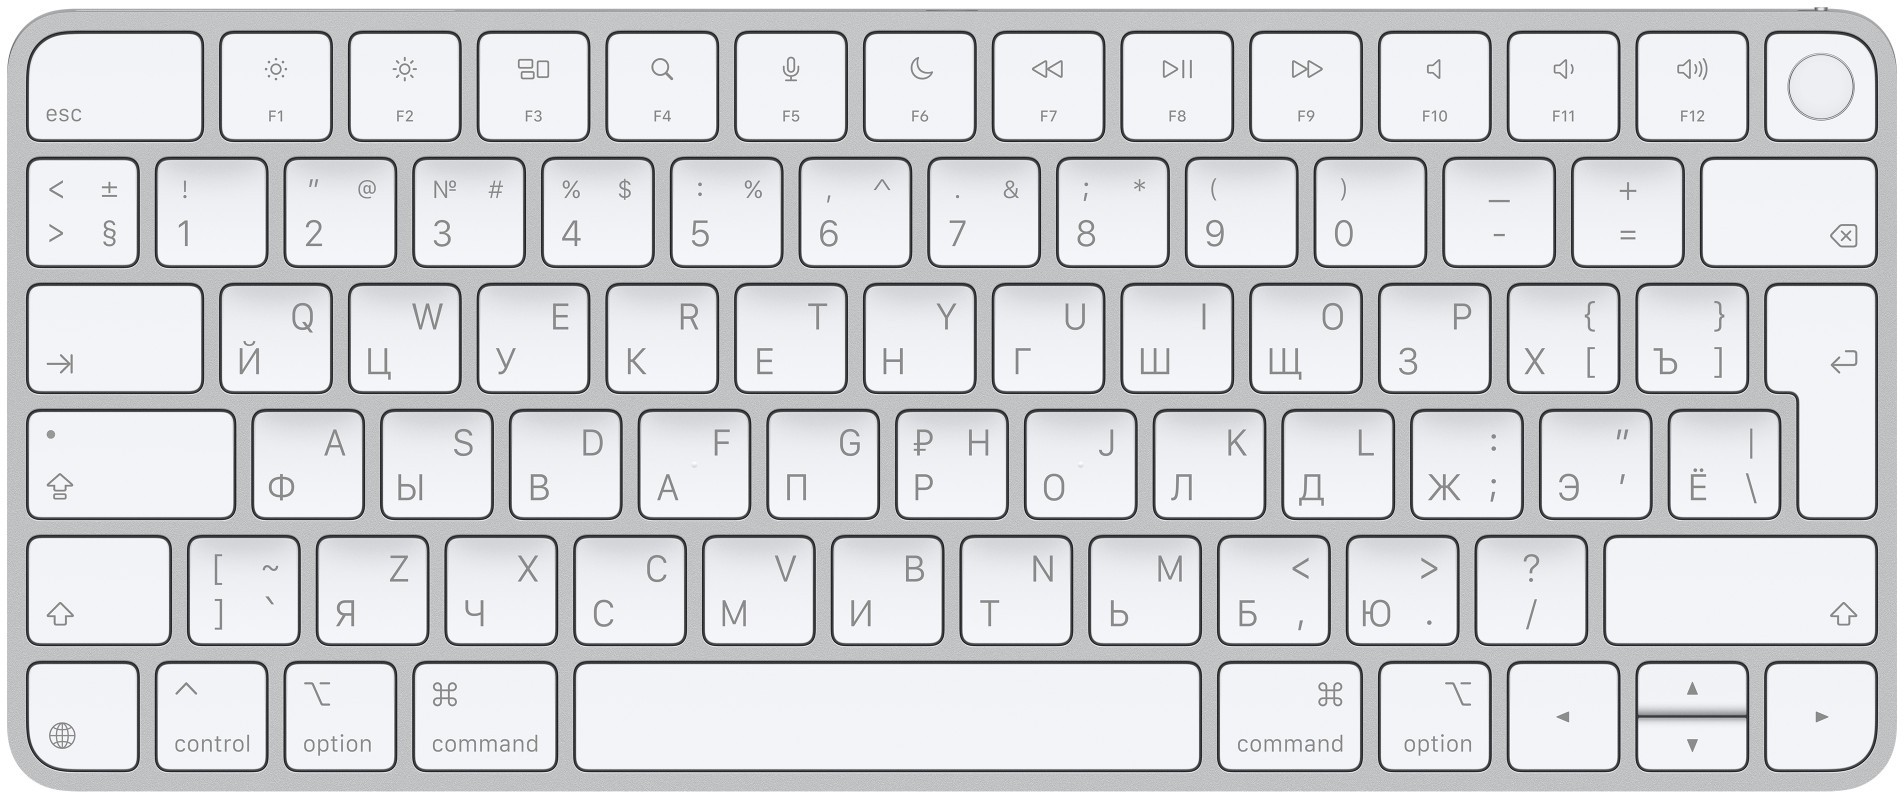 esc F1 F2 F3 F4 F5 F6 F7 F8 F9 F10 F11 F12
< ± ! " @ № # % $ : % , ^ . & ; * ( ) _ +
> § 1 2 3 4 5 6 7 8 9 0 - =
Q W E R T Y U I O P { }
Й Ц У К Е Н Г Ш Щ З Х [ Ъ ]
A S D F G ₽ H J K L : " |
Ф Ы В А П Р О Л Д Ж ; Э ' Ё \
[ ~ Z X C V B N M < > ?
] ` Я Ч С М И Т Ь Б , Ю . /
control option command command option